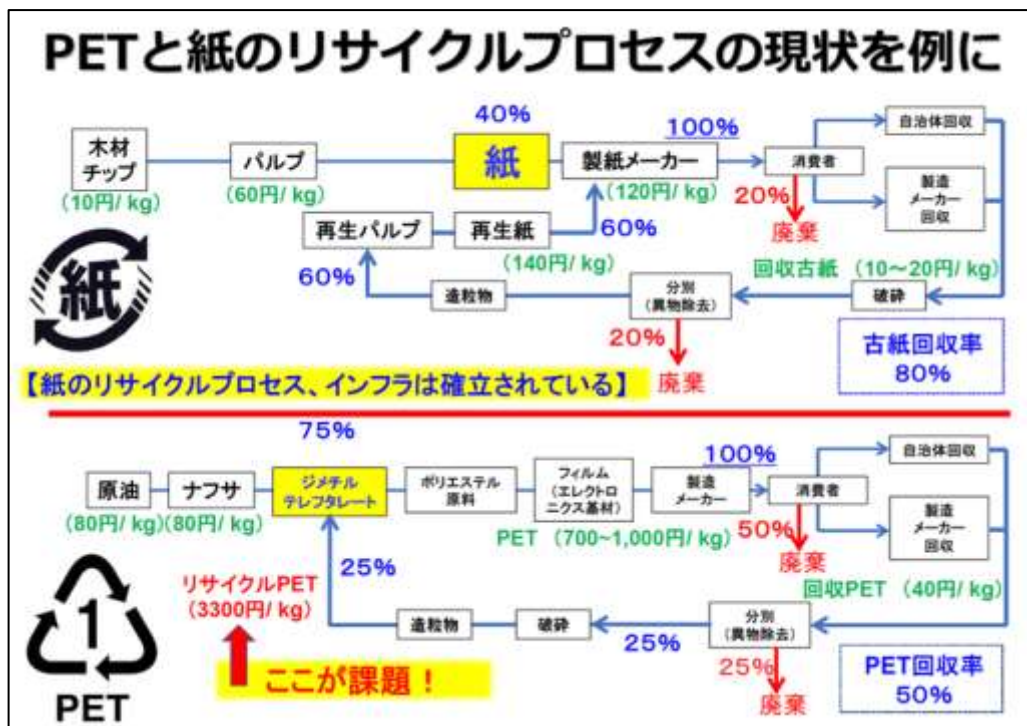 PETと紙のリサイクルプロセスの現状を例に
40%
100%
木材
チップ
(10円/ kg)
パルプ
(60円/ kg)
紙
製紙メーカー
(120円/ kg)
消費者
自治体回収
製造
メーカー
回収
20%
廃棄
再生パルプ
再生紙
(140円/ kg)
60%
60%
回収古紙 (10~20円/ kg)
造粒物
分別
(異物除去)
破砕
20%
廃棄
古紙回収率
80%
紙
【紙のリサイクルプロセス、インフラは確立されている】
75%
100%
原油
(80円/ kg)
ナフサ
(80円/ kg)
ジメチル
テレフタレート
ポリエステル
原料
フィルム
(エレクトロ
ニクス基材)
製造
メーカー
消費者
自治体回収
製造
メーカー
回収
PET (700~1,000円/ kg)
50%
廃棄
25%
リサイクルPET
(3300円/ kg)
回収PET (40円/ kg)
造粒物
破砕
25%
分別
(異物除去)
25%
廃棄
ここが課題!
PET回収率
50%
1
PET